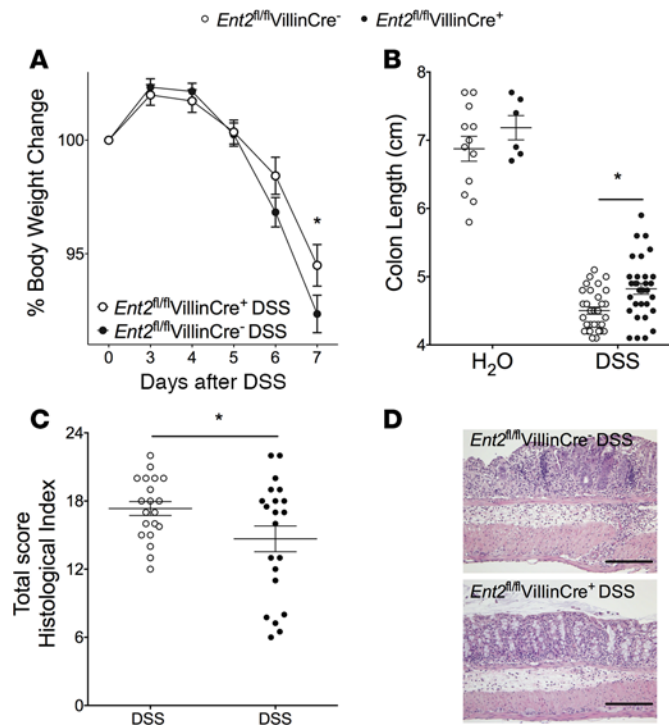 ○ Ent2fl/flVillinCre- ● Ent2fl/flVillinCre+
A
% Body Weight Change
100
95
Ent2fl/flVillinCre+ DSS
Ent2fl/flVillinCre- DSS
*
0 3 4 5 6 7
Days after DSS
B
Colon Length (cm)
8
7
6
5
4
*
H2O DSS
C
Total score
Histological Index
24
18
12
6
0
*
DSS DSS
D
Ent2fl/flVillinCre- DSS
Ent2fl/flVillinCre+ DSS